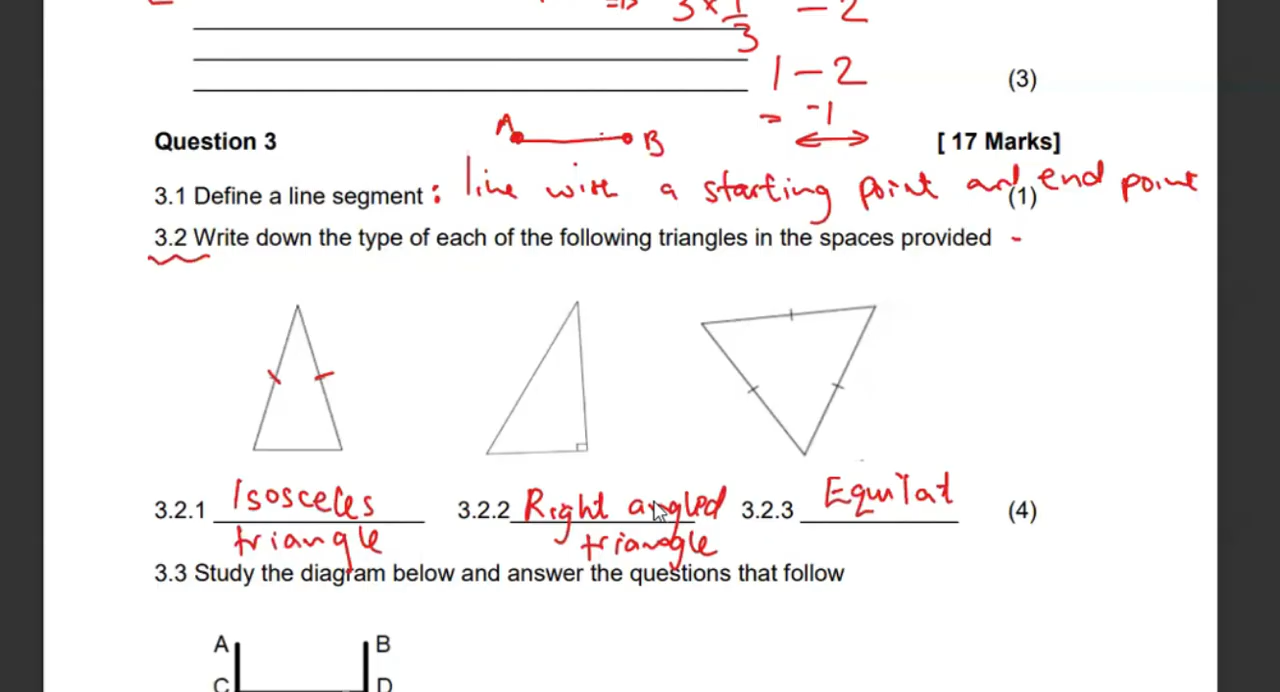 => 3 × 1/3 - 2
1 - 2
(3)
= -1
A B
Question 3 [ 17 Marks]
3.1 Define a line segment : line with a starting point and end point (1)
3.2 Write down the type of each of the following triangles in the spaces provided
3.2.1 Isosceles triangle
3.2.2 Right angled triangle
3.2.3 Equilat
(4)
3.3 Study the diagram below and answer the questions that follow
A B
C D